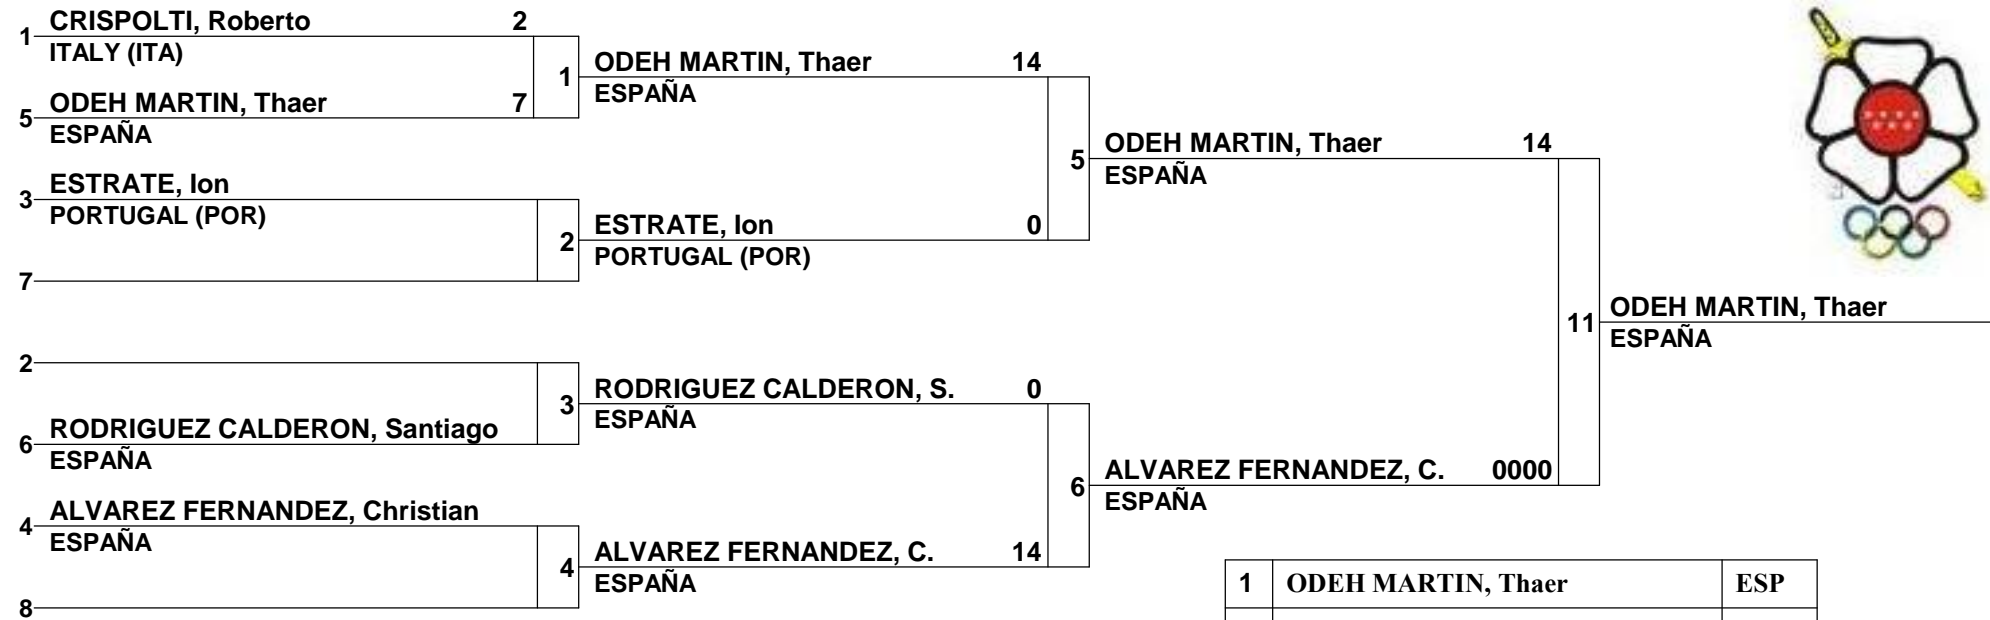 1 CRISPOLTI, Roberto 2
ITALY (ITA)
5 ODEH MARTIN, Thaer 7
ESPAÑA
3 ESTRATE, Ion
PORTUGAL (POR)
7
2
6 RODRIGUEZ CALDERON, Santiago
ESPAÑA
4 ALVAREZ FERNANDEZ, Christian
ESPAÑA
8
1 ODEH MARTIN, Thaer 14
ESPAÑA
2 ESTRATE, Ion 0
PORTUGAL (POR)
3 RODRIGUEZ CALDERON, S. 0
ESPAÑA
4 ALVAREZ FERNANDEZ, C. 14
ESPAÑA
5 ODEH MARTIN, Thaer 14
ESPAÑA
6 ALVAREZ FERNANDEZ, C. 0000
ESPAÑA
11 ODEH MARTIN, Thaer
ESPAÑA
1 ODEH MARTIN, Thaer ESP